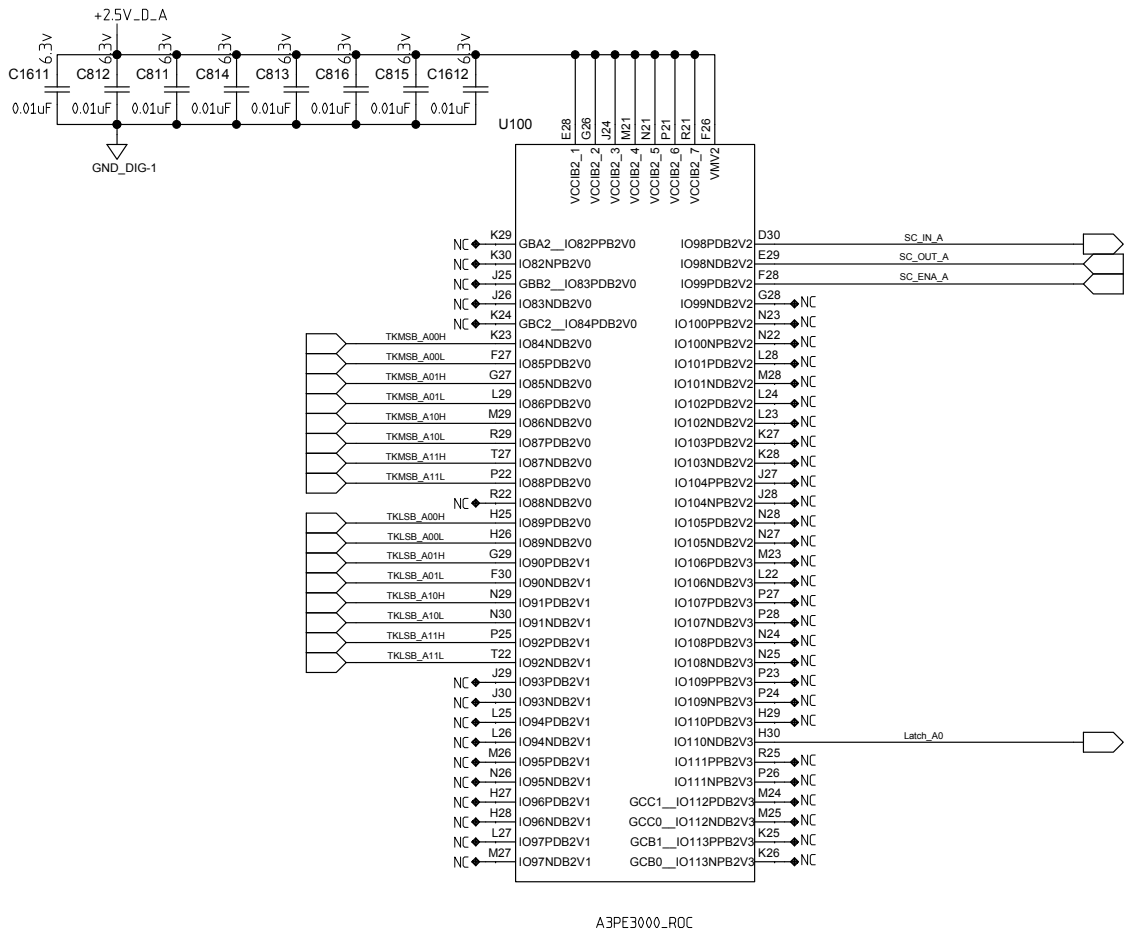 +2.5V_D_A
6.3v 6.3v 6.3v 6.3v 6.3v 6.3v 6.3v 6.3v
C1611 C812 C811 C814 C813 C816 C815 C1612
0.01uF 0.01uF 0.01uF 0.01uF 0.01uF 0.01uF 0.01uF 0.01uF
GND_DIG-1
U100
E28 G26 J24 M21 N21 P21 R21 F26
VCCIB2_1 VCCIB2_2 VCCIB2_3 VCCIB2_4 VCCIB2_5 VCCIB2_6 VCCIB2_7 VMV2
NC K29 GBA2__IO82PPB2V0 IO98PDB2V2 D30 SC_IN_A
NC K30 IO82NPB2V0 IO98NDB2V2 E29 SC_OUT_A
NC J25 GBB2__IO83PDB2V0 IO99PDB2V2 F28 SC_ENA_A
NC J26 IO83NDB2V0 IO99NDB2V2 G28 NC
NC K24 GBC2__IO84PDB2V0 IO100PPB2V2 N23 NC
TKMSB_A00H K23 IO84NDB2V0 IO100NPB2V2 N22 NC
TKMSB_A00L F27 IO85PDB2V0 IO101PDB2V2 L28 NC
TKMSB_A01H G27 IO85NDB2V0 IO101NDB2V2 M28 NC
TKMSB_A01L L29 IO86PDB2V0 IO102PDB2V2 L24 NC
TKMSB_A10H M29 IO86NDB2V0 IO102NDB2V2 L23 NC
TKMSB_A10L R29 IO87PDB2V0 IO103PDB2V2 K27 NC
TKMSB_A11H T27 IO87NDB2V0 IO103NDB2V2 K28 NC
TKMSB_A11L P22 IO88PDB2V0 IO104PPB2V2 J27 NC
NC R22 IO88NDB2V0 IO104NPB2V2 J28 NC
TKLSB_A00H H25 IO89PDB2V0 IO105PDB2V2 N28 NC
TKLSB_A00L H26 IO89NDB2V0 IO105NDB2V2 N27 NC
TKLSB_A01H G29 IO90PDB2V1 IO106PDB2V3 M23 NC
TKLSB_A01L F30 IO90NDB2V1 IO106NDB2V3 L22 NC
TKLSB_A10H N29 IO91PDB2V1 IO107PDB2V3 P27 NC
TKLSB_A10L N30 IO91NDB2V1 IO107NDB2V3 P28 NC
TKLSB_A11H P25 IO92PDB2V1 IO108PDB2V3 N24 NC
TKLSB_A11L T22 IO92NDB2V1 IO108NDB2V3 N25 NC
NC J29 IO93PDB2V1 IO109PPB2V3 P23 NC
NC J30 IO93NDB2V1 IO109NPB2V3 P24 NC
NC L25 IO94PDB2V1 IO110PDB2V3 H29 NC
NC L26 IO94NDB2V1 IO110NDB2V3 H30 Latch_A0
NC M26 IO95PDB2V1 IO111PPB2V3 R25 NC
NC N26 IO95NDB2V1 IO111NPB2V3 P26 NC
NC H27 IO96PDB2V1 GCC1__IO112PDB2V3 M24 NC
NC H28 IO96NDB2V1 GCC0__IO112NDB2V3 M25 NC
NC L27 IO97PDB2V1 GCB1__IO113PPB2V3 K25 NC
NC M27 IO97NDB2V1 GCB0__IO113NPB2V3 K26 NC
A3PE3000_ROC